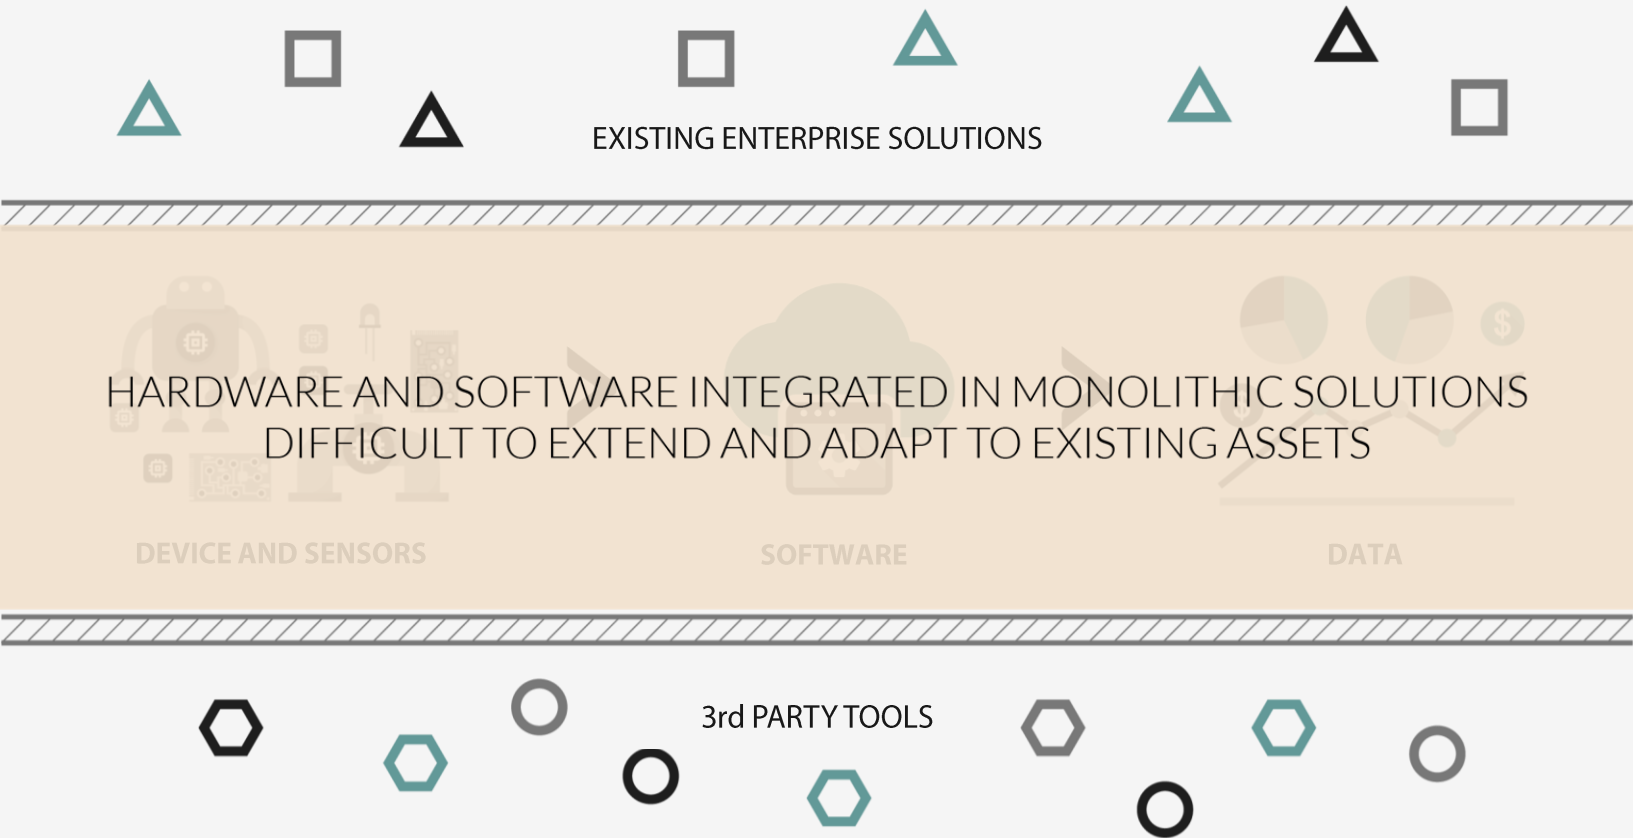 EXISTING ENTERPRISE SOLUTIONS
$
$
HARDWARE AND SOFTWARE INTEGRATED IN MONOLITHIC SOLUTIONS
DIFFICULT TO EXTEND AND ADAPT TO EXISTING ASSETS
DEVICE AND SENSORS
SOFTWARE
DATA
3rd PARTY TOOLS